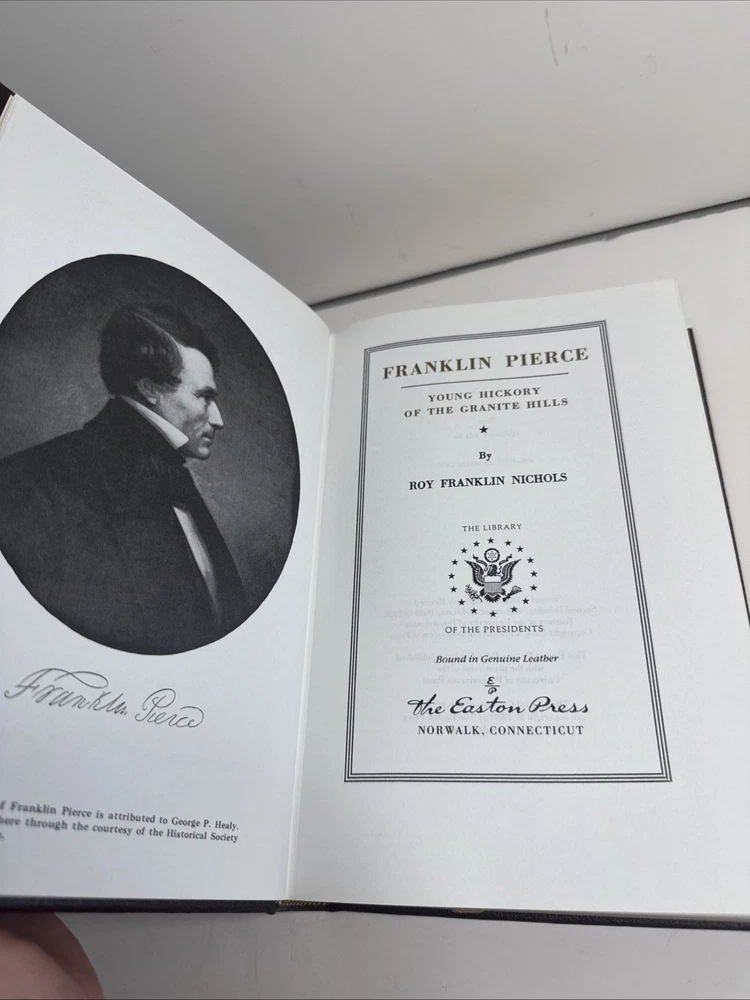 Franklin Pierce
f Franklin Pierce is attributed to George P. Healy.
here through the courtesy of the Historical Society
FRANKLIN PIERCE
YOUNG HICKORY
OF THE GRANITE HILLS
By
ROY FRANKLIN NICHOLS
THE LIBRARY
OF THE PRESIDENTS
Bound in Genuine Leather
E/P
the Easton Press
NORWALK, CONNECTICUT